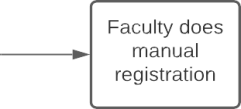 Faculty does
manual
registration